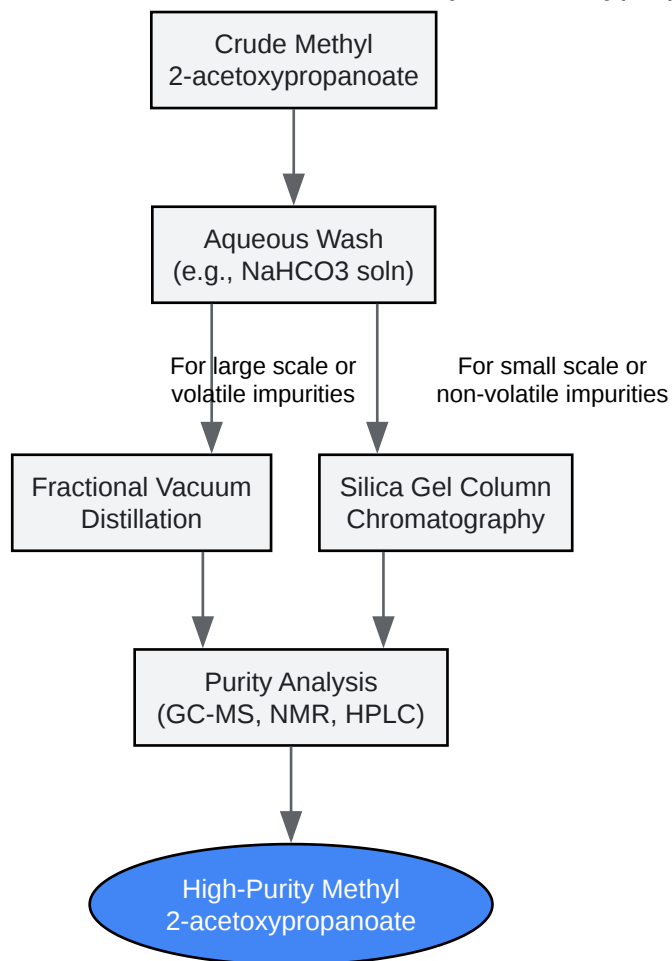 Crude Methyl
2-acetoxypropanoate
Aqueous Wash
(e.g., NaHCO3 soln)
For large scale or
volatile impurities
For small scale or
non-volatile impurities
Fractional Vacuum
Distillation
Silica Gel Column
Chromatography
Purity Analysis
(GC-MS, NMR, HPLC)
High-Purity Methyl
2-acetoxypropanoate